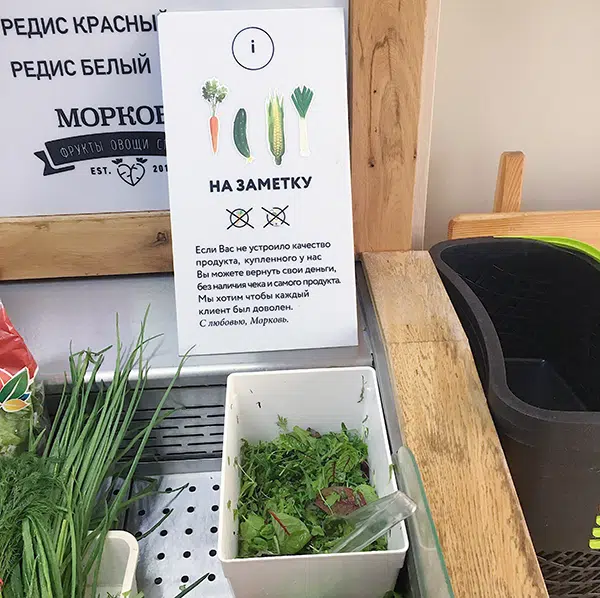 РЕДИС КРАСНЫЙ
РЕДИС БЕЛЫЙ
МОРКОВЬ
ФРУКТЫ ОВОЩИ
EST.
i
НА ЗАМЕТКУ
Если Вас не устроило качество
продукта, купленного у нас
Вы можете вернуть свои деньги,
без наличия чека и самого продукта.
Мы хотим чтобы каждый
клиент был доволен.
С любовью, Морковь.